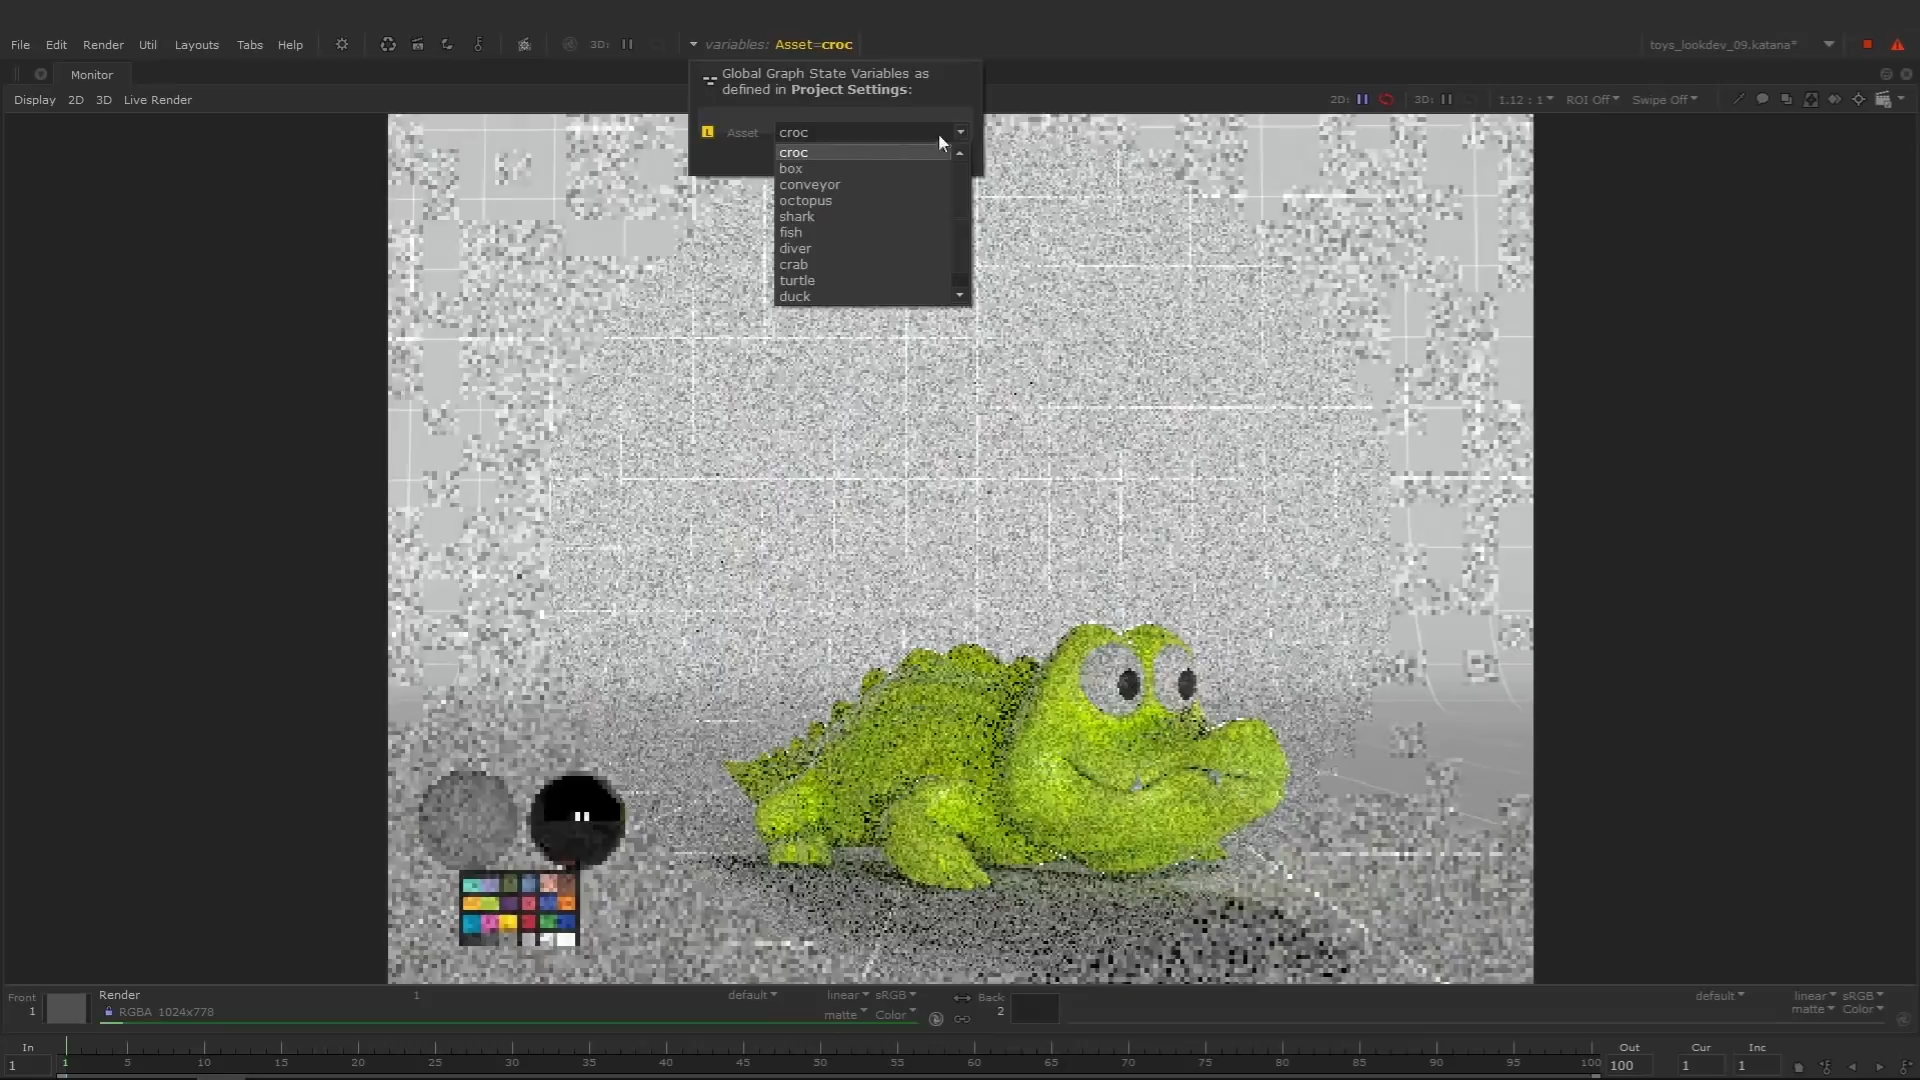 File Edit Render Util Layouts Tabs Help 3D: variables: Asset=croc toys_lookdev_09.katana*
Monitor
Display 2D 3D Live Render 2D: 3D: 1.12 : 1 ROI Off Swipe Off
Global Graph State Variables as
defined in Project Settings:
L Asset croc
croc
box
conveyor
octopus
shark
fish
diver
crab
turtle
duck
Front Render 1 default linear sRGB Back default linear sRGB
1 RGBA 1024x778 matte Color 2 matte Color
In Out Cur Inc
1 1 5 10 15 20 25 30 35 40 45 50 55 60 65 70 75 80 85 90 95 100 100 1 1